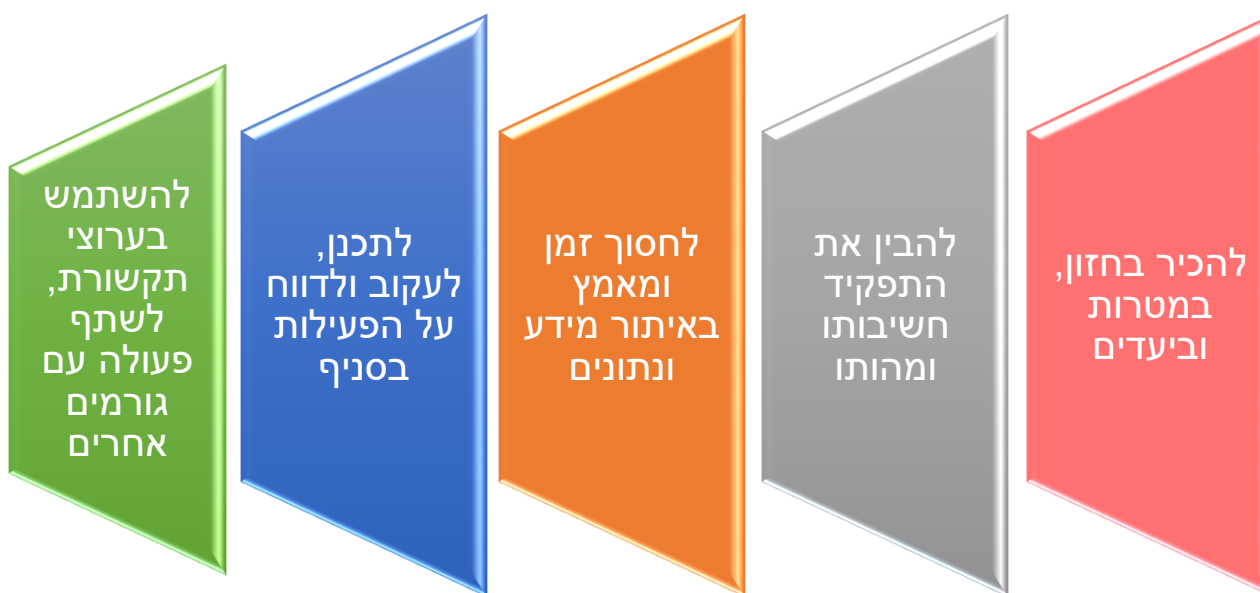 להכיר בחזון,
במטרות
וביעדים
להבין את
התפקיד
חשיבותו
ומהותו
לחסוך זמן
ומאמץ
באיתור מידע
ונתונים
לתכנן,
לעקוב ולדווח
על הפעילות
בסניף
להשתמש
בערוצי
תקשורת,
לשתף
פעולה עם
גורמים
אחרים